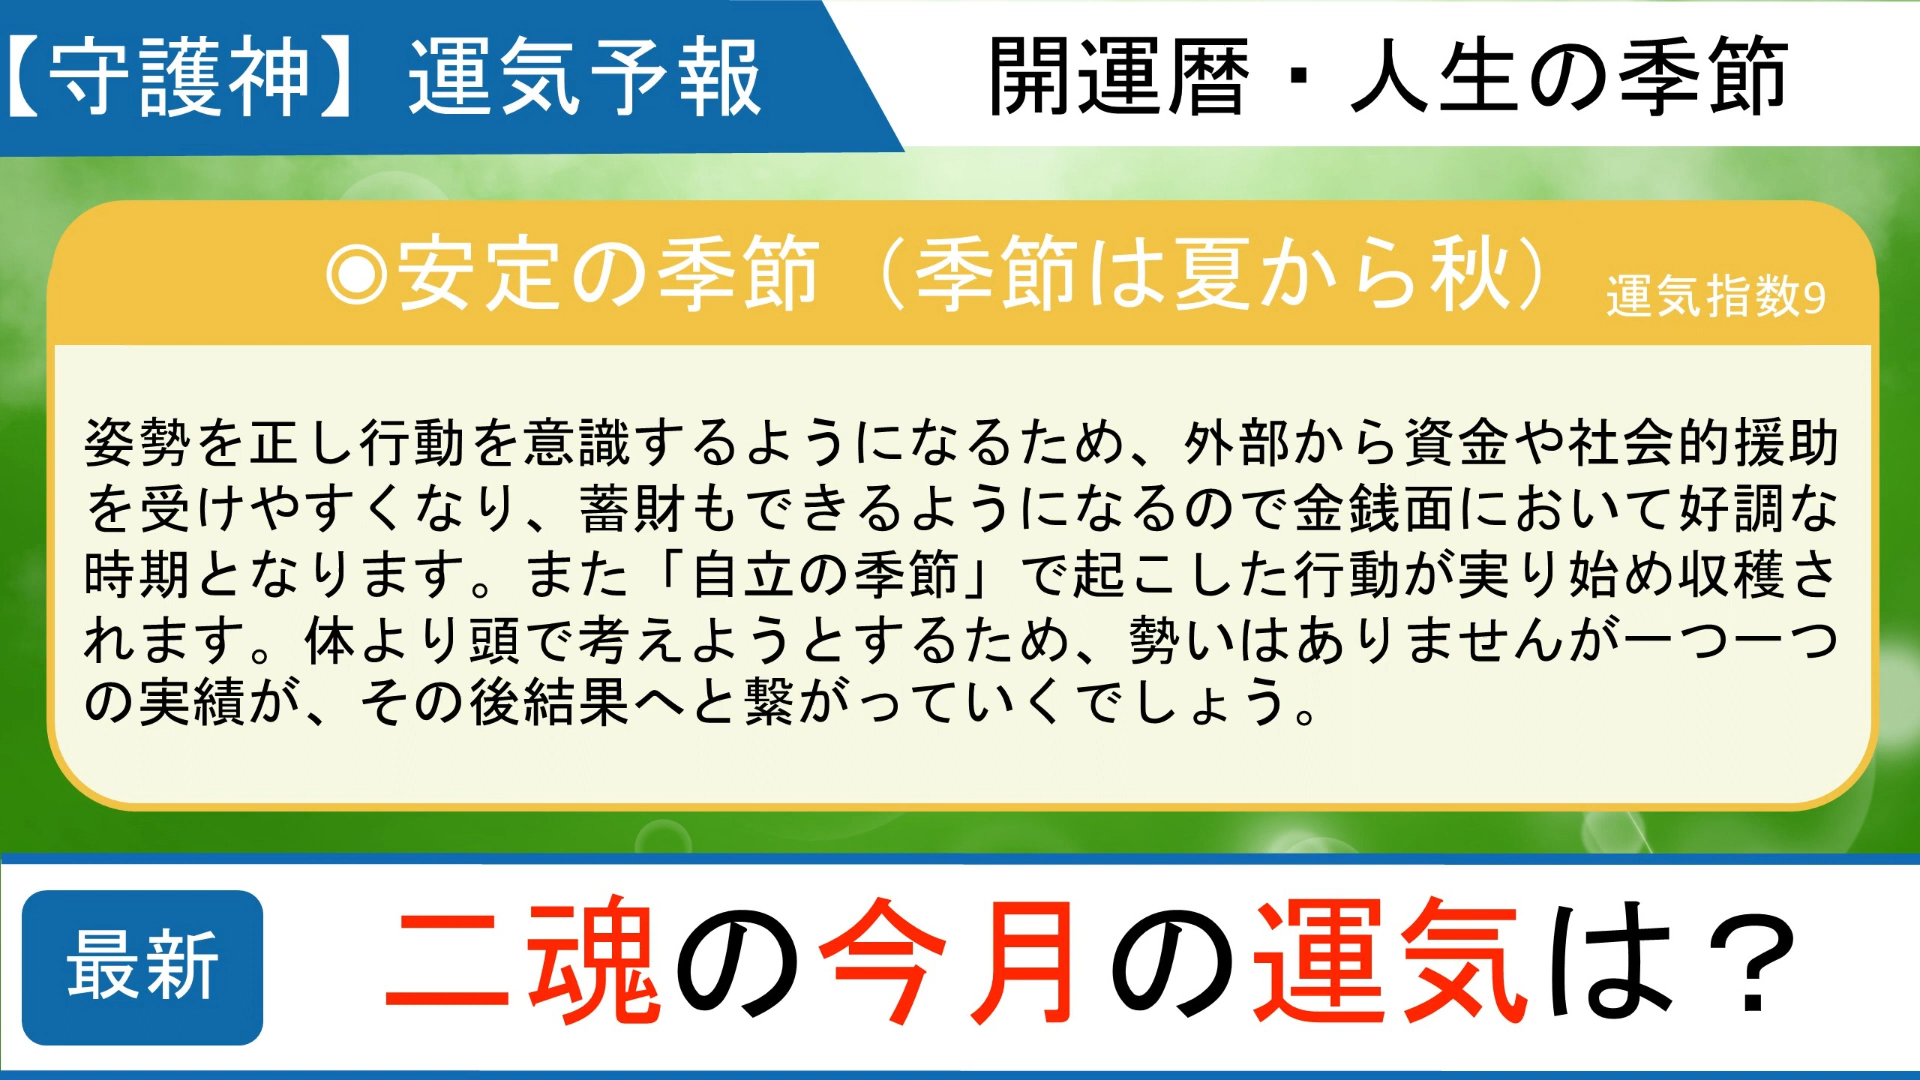 【守護神】運気予報
開運暦・人生の季節
◉安定の季節（季節は夏から秋）
運気指数9
姿勢を正し行動を意識するようになるため、外部から資金や社会的援助
を受けやすくなり、蓄財もできるようになるので金銭面において好調な
時期となります。また「自立の季節」で起こした行動が実り始め収穫さ
れます。体より頭で考えようとするため、勢いはありませんが一つ一つ
の実績が、その後結果へと繋がっていくでしょう。
最新
二魂の今月の運気は？